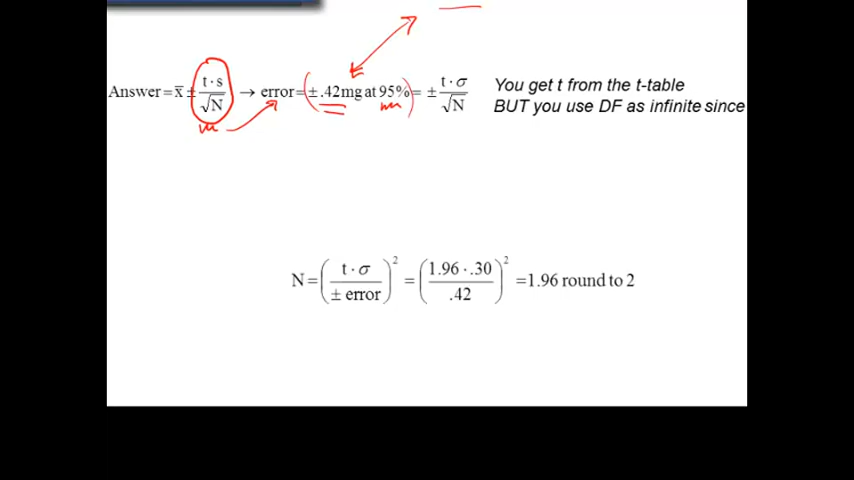 Answer = x̄ ± t·s/√N → error = (± .42mg at 95%) = ± t·σ/√N You get t from the t-table
BUT you use DF as infinite since
N = (t·σ/± error)² = (1.96·.30/.42)² = 1.96 round to 2